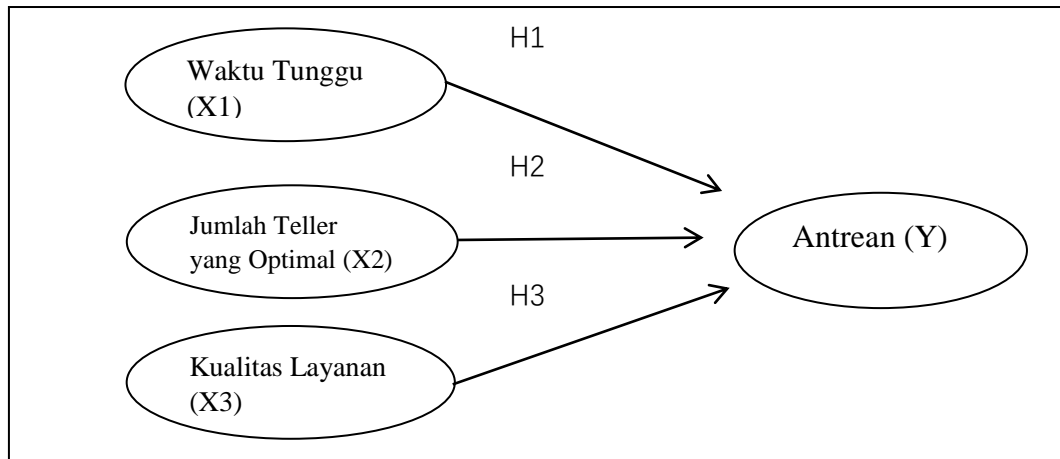 H1
Waktu Tunggu
(X1)
H2
Jumlah Teller
yang Optimal (X2)
Antrean (Y)
H3
Kualitas Layanan
(X3)